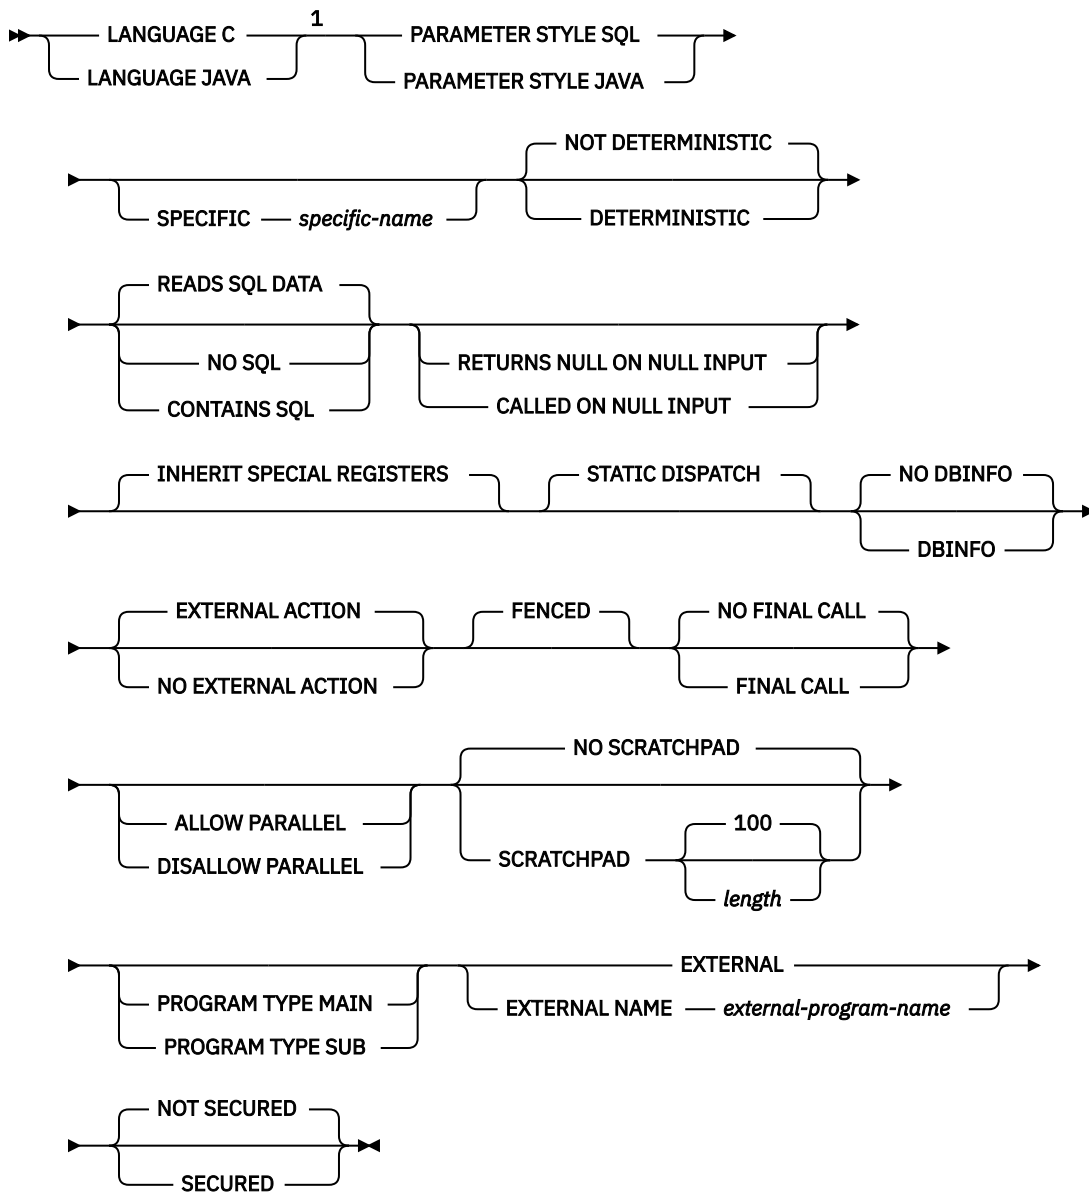 1
LANGUAGE C PARAMETER STYLE SQL
LANGUAGE JAVA PARAMETER STYLE JAVA
NOT DETERMINISTIC
SPECIFIC specific-name DETERMINISTIC
READS SQL DATA
NO SQL RETURNS NULL ON NULL INPUT
CONTAINS SQL CALLED ON NULL INPUT
INHERIT SPECIAL REGISTERS STATIC DISPATCH NO DBINFO
DBINFO
EXTERNAL ACTION FENCED NO FINAL CALL
NO EXTERNAL ACTION FINAL CALL
NO SCRATCHPAD
ALLOW PARALLEL 100
DISALLOW PARALLEL SCRATCHPAD
length
EXTERNAL
PROGRAM TYPE MAIN EXTERNAL NAME external-program-name
PROGRAM TYPE SUB
NOT SECURED
SECURED